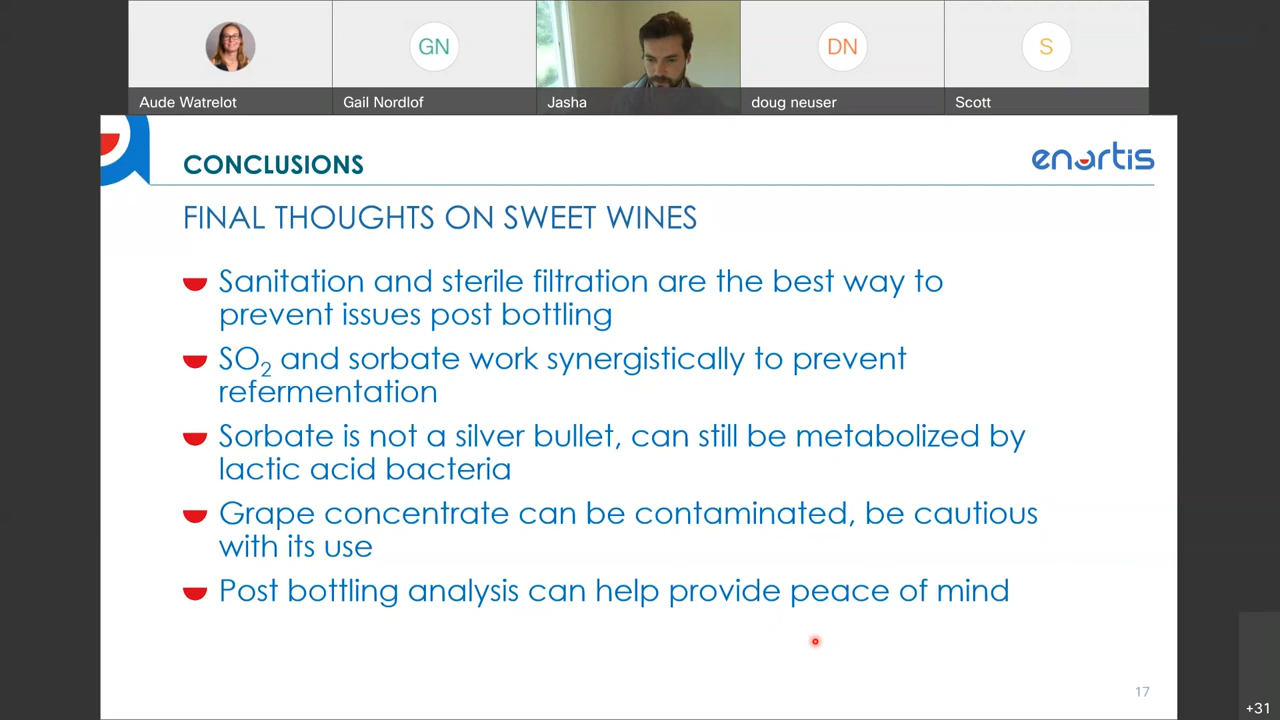 GN
DN
S
Aude Watrelot
Gail Nordlof
Jasha
doug neuser
Scott
CONCLUSIONS
enartis
FINAL THOUGHTS ON SWEET WINES
Sanitation and sterile filtration are the best way to
prevent issues post bottling
SO₂ and sorbate work synergistically to prevent
refermentation
Sorbate is not a silver bullet, can still be metabolized by
lactic acid bacteria
Grape concentrate can be contaminated, be cautious
with its use
Post bottling analysis can help provide peace of mind
17
+31